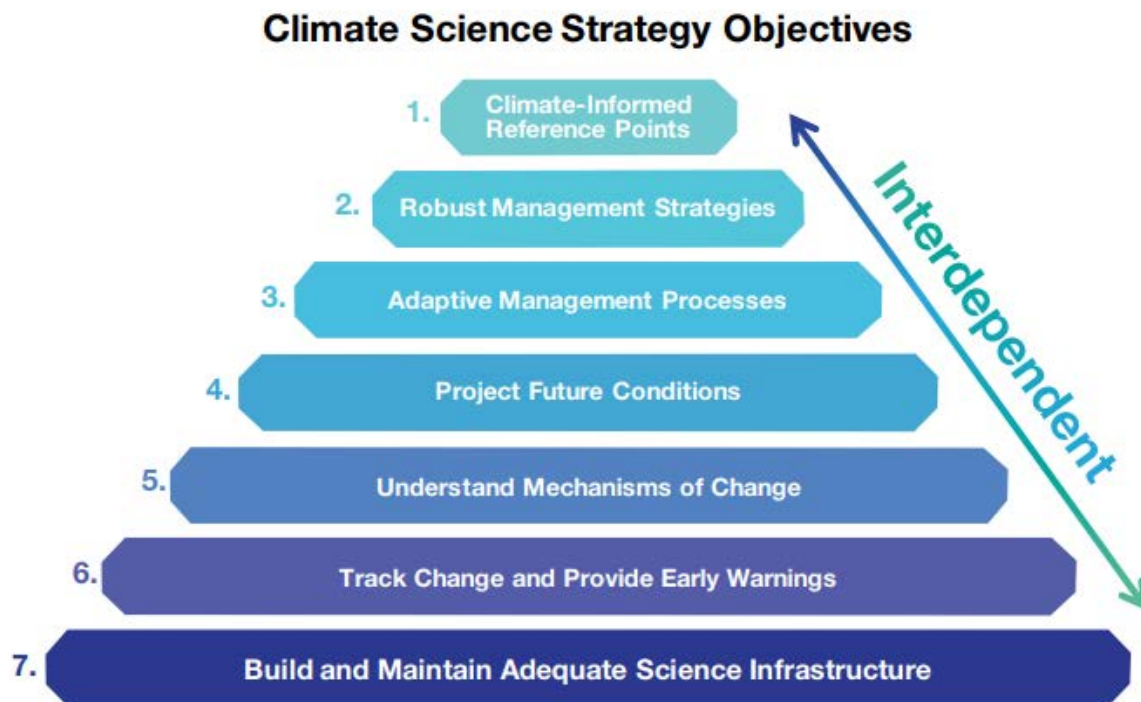 Climate Science Strategy Objectives
1. Climate-Informed
Reference Points
2. Robust Management Strategies
3. Adaptive Management Processes
4. Project Future Conditions
5. Understand Mechanisms of Change
6. Track Change and Provide Early Warnings
7. Build and Maintain Adequate Science Infrastructure
Interdependent